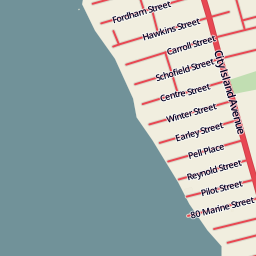 Fordham Street
Hawkins Street
Carroll Street
City Island Avenue
Schofield Street
Centre Street
Winter Street
Earley Street
Pell Place
Reynold Street
Pilot Street
80 Marine Street